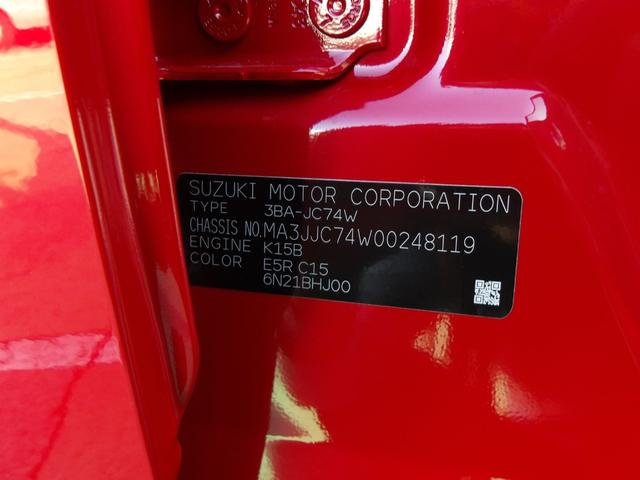 SUZUKI MOTOR CORPORATION
TYPE 3BA-JC74W
CHASSIS NO. MA3JJC74W00248119
ENGINE K15B
COLOR E5R C15
6N21BHJ00